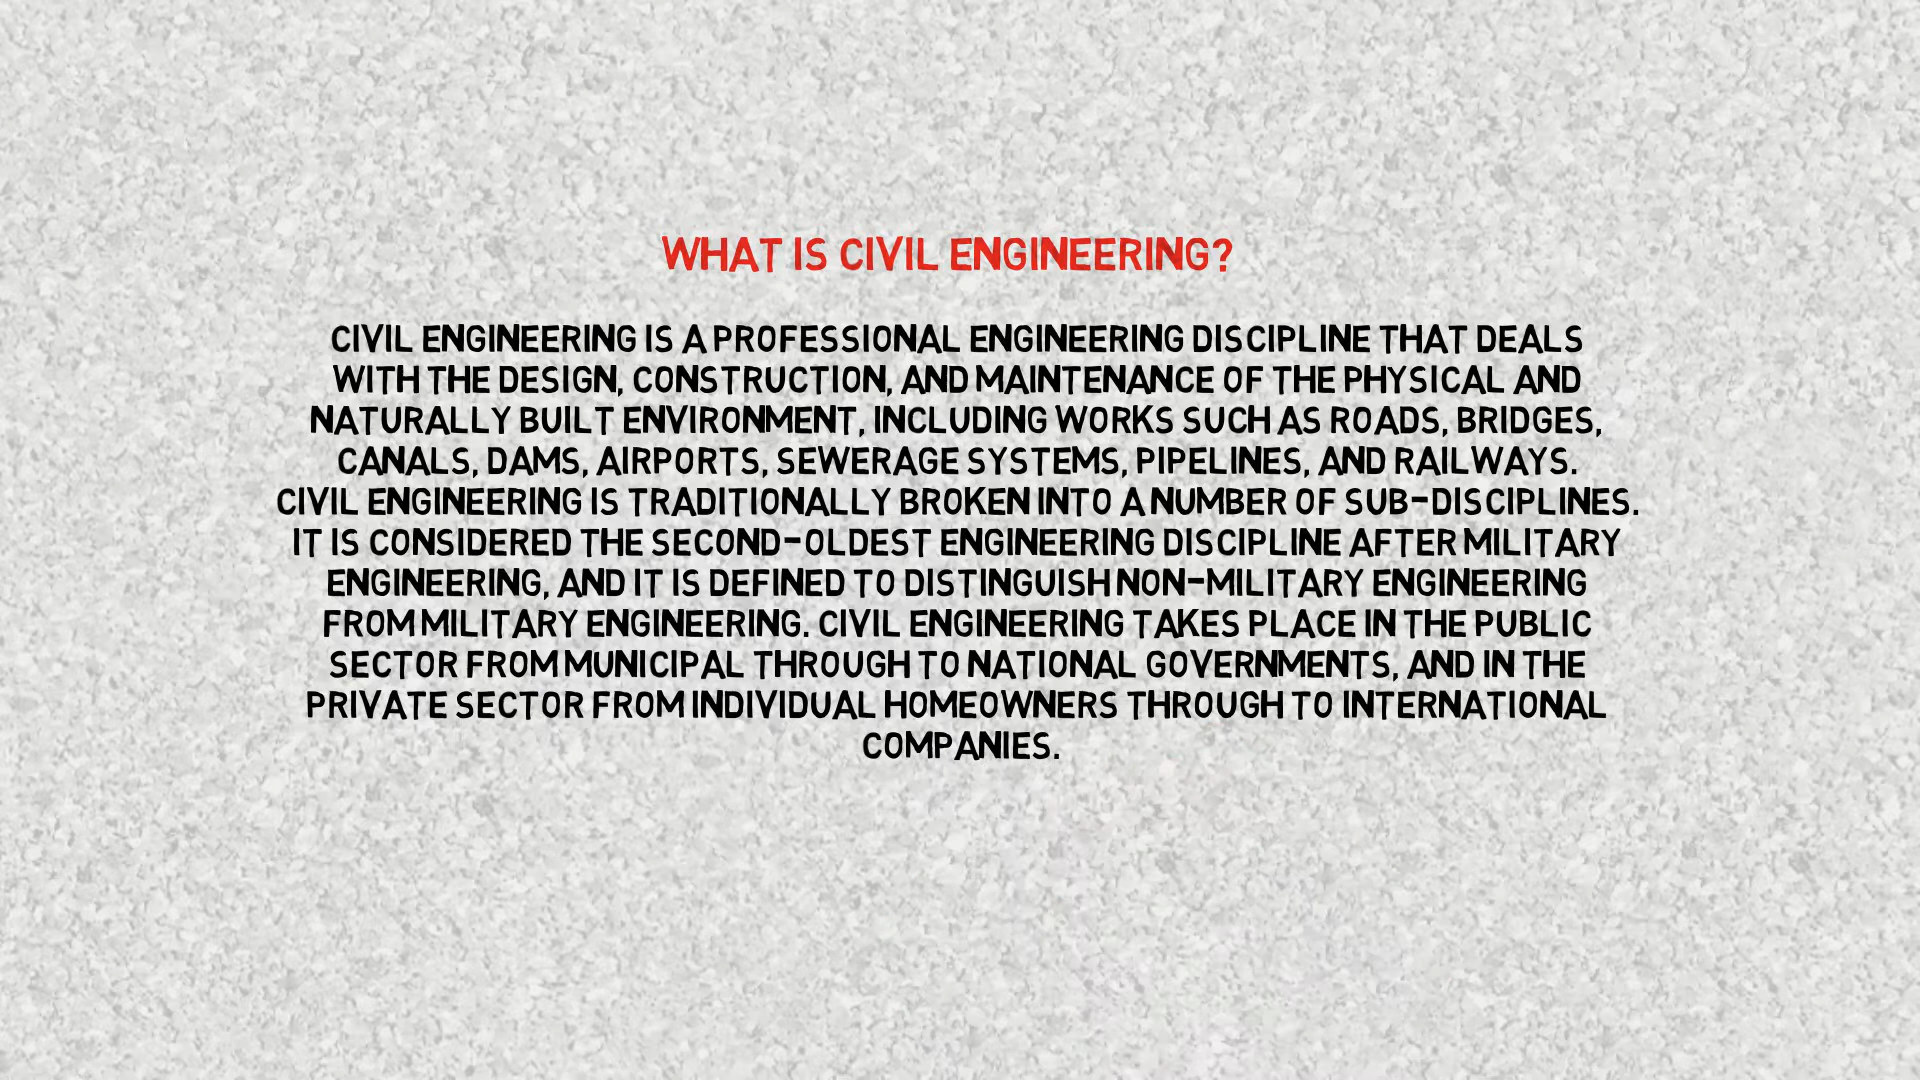 WHAT IS CIVIL ENGINEERING?
CIVIL ENGINEERING IS A PROFESSIONAL ENGINEERING DISCIPLINE THAT DEALS
WITH THE DESIGN, CONSTRUCTION, AND MAINTENANCE OF THE PHYSICAL AND
NATURALLY BUILT ENVIRONMENT, INCLUDING WORKS SUCH AS ROADS, BRIDGES,
CANALS, DAMS, AIRPORTS, SEWERAGE SYSTEMS, PIPELINES, AND RAILWAYS.
CIVIL ENGINEERING IS TRADITIONALLY BROKEN INTO A NUMBER OF SUB-DISCIPLINES.
IT IS CONSIDERED THE SECOND-OLDEST ENGINEERING DISCIPLINE AFTER MILITARY
ENGINEERING, AND IT IS DEFINED TO DISTINGUISH NON-MILITARY ENGINEERING
FROM MILITARY ENGINEERING. CIVIL ENGINEERING TAKES PLACE IN THE PUBLIC
SECTOR FROM MUNICIPAL THROUGH TO NATIONAL GOVERNMENTS, AND IN THE
PRIVATE SECTOR FROM INDIVIDUAL HOMEOWNERS THROUGH TO INTERNATIONAL
COMPANIES.